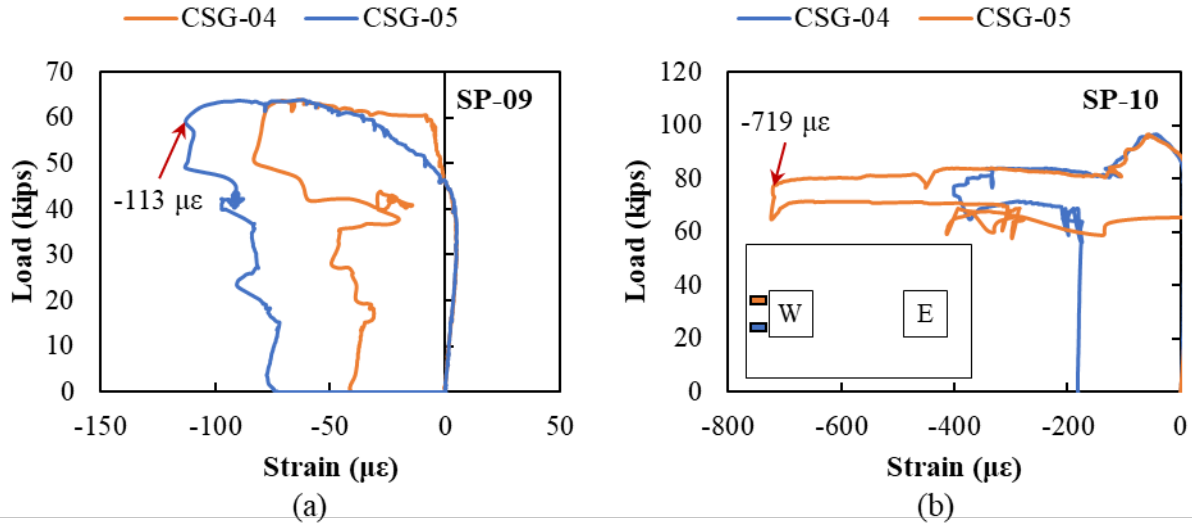 CSG-04 CSG-05
70
60
50
40
30
20
10
0
Load (kips)
SP-09
-113 με
-150 -100 -50 0 50
Strain (με)
(a)
CSG-04 CSG-05
120
100
80
60
40
20
0
Load (kips)
SP-10
-719 με
W E
-800 -600 -400 -200 0
Strain (με)
(b)